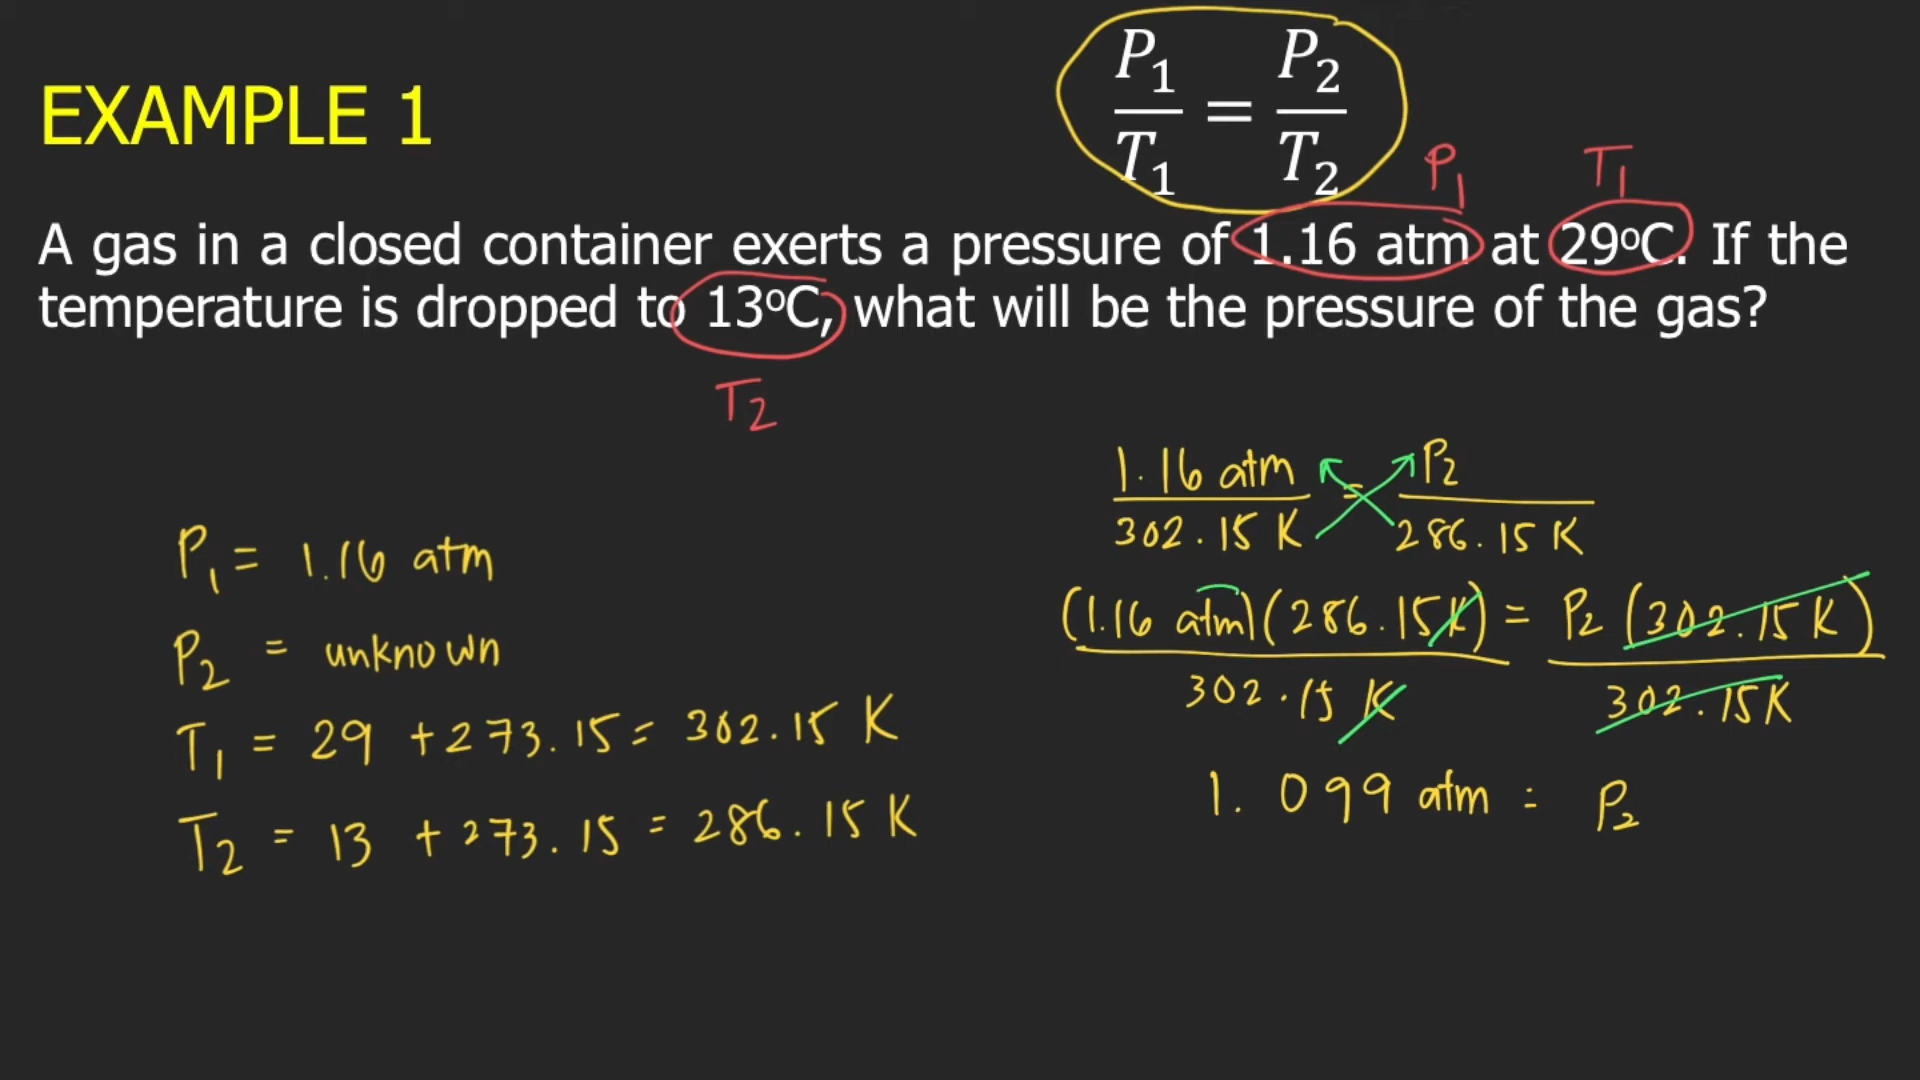 P₁/T₁ = P₂/T₂
EXAMPLE 1
P₁ T₁
A gas in a closed container exerts a pressure of 1.16 atm at 29°C. If the
temperature is dropped to 13°C, what will be the pressure of the gas?
T₂
P₁ = 1.16 atm
P₂ = unknown
T₁ = 29 + 273.15 = 302.15 K
T₂ = 13 + 273.15 = 286.15 K
1.16 atm / 302.15 K = P₂ / 286.15 K
(1.16 atm)(286.15 K) / 302.15 K = P₂ (302.15 K) / 302.15 K
1.099 atm = P₂